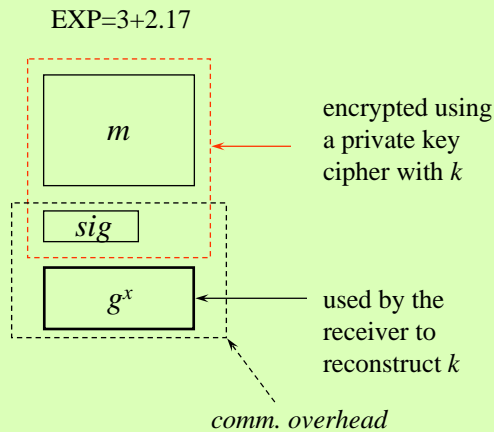 EXP=3+2.17
m
encrypted using
a private key
cipher with k
sig
g^x
used by the
receiver to
reconstruct k
comm. overhead